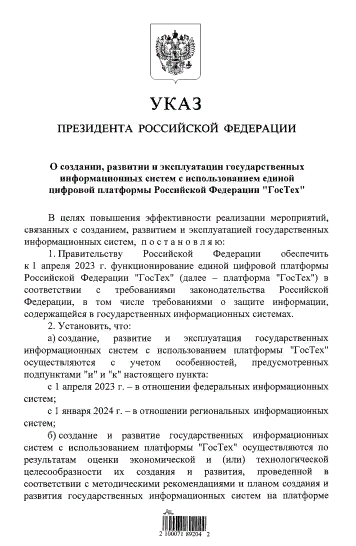 УКАЗ
ПРЕЗИДЕНТА РОССИЙСКОЙ ФЕДЕРАЦИИ
О создании, развитии и эксплуатации государственных
информационных систем с использованием единой
цифровой платформы Российской Федерации "ГосТех"
В целях повышения эффективности реализации мероприятий,
связанных с созданием, развитием и эксплуатацией государственных
информационных систем, п о с т а н о в л я ю:
1. Правительству Российской Федерации обеспечить
к 1 апреля 2023 г. функционирование единой цифровой платформы
Российской Федерации "ГосТех" (далее – платформа "ГосТех") в
соответствии с требованиями законодательства Российской
Федерации, в том числе требованиями о защите информации,
содержащейся в государственных информационных системах.
2. Установить, что:
а) создание, развитие и эксплуатация государственных
информационных систем с использованием платформы "ГосТех"
осуществляются с учетом особенностей, предусмотренных
подпунктами "и" и "к" настоящего пункта:
с 1 апреля 2023 г. – в отношении федеральных информационных
систем;
с 1 января 2024 г. – в отношении региональных информационных
систем;
б) создание и развитие государственных информационных
систем с использованием платформы "ГосТех" осуществляются по
результатам оценки экономической и (или) технологической
целесообразности их создания и развития, проведенной в
соответствии с методическими рекомендациями и планом создания и
развития государственных информационных систем на платформе
2 100071 89204 2